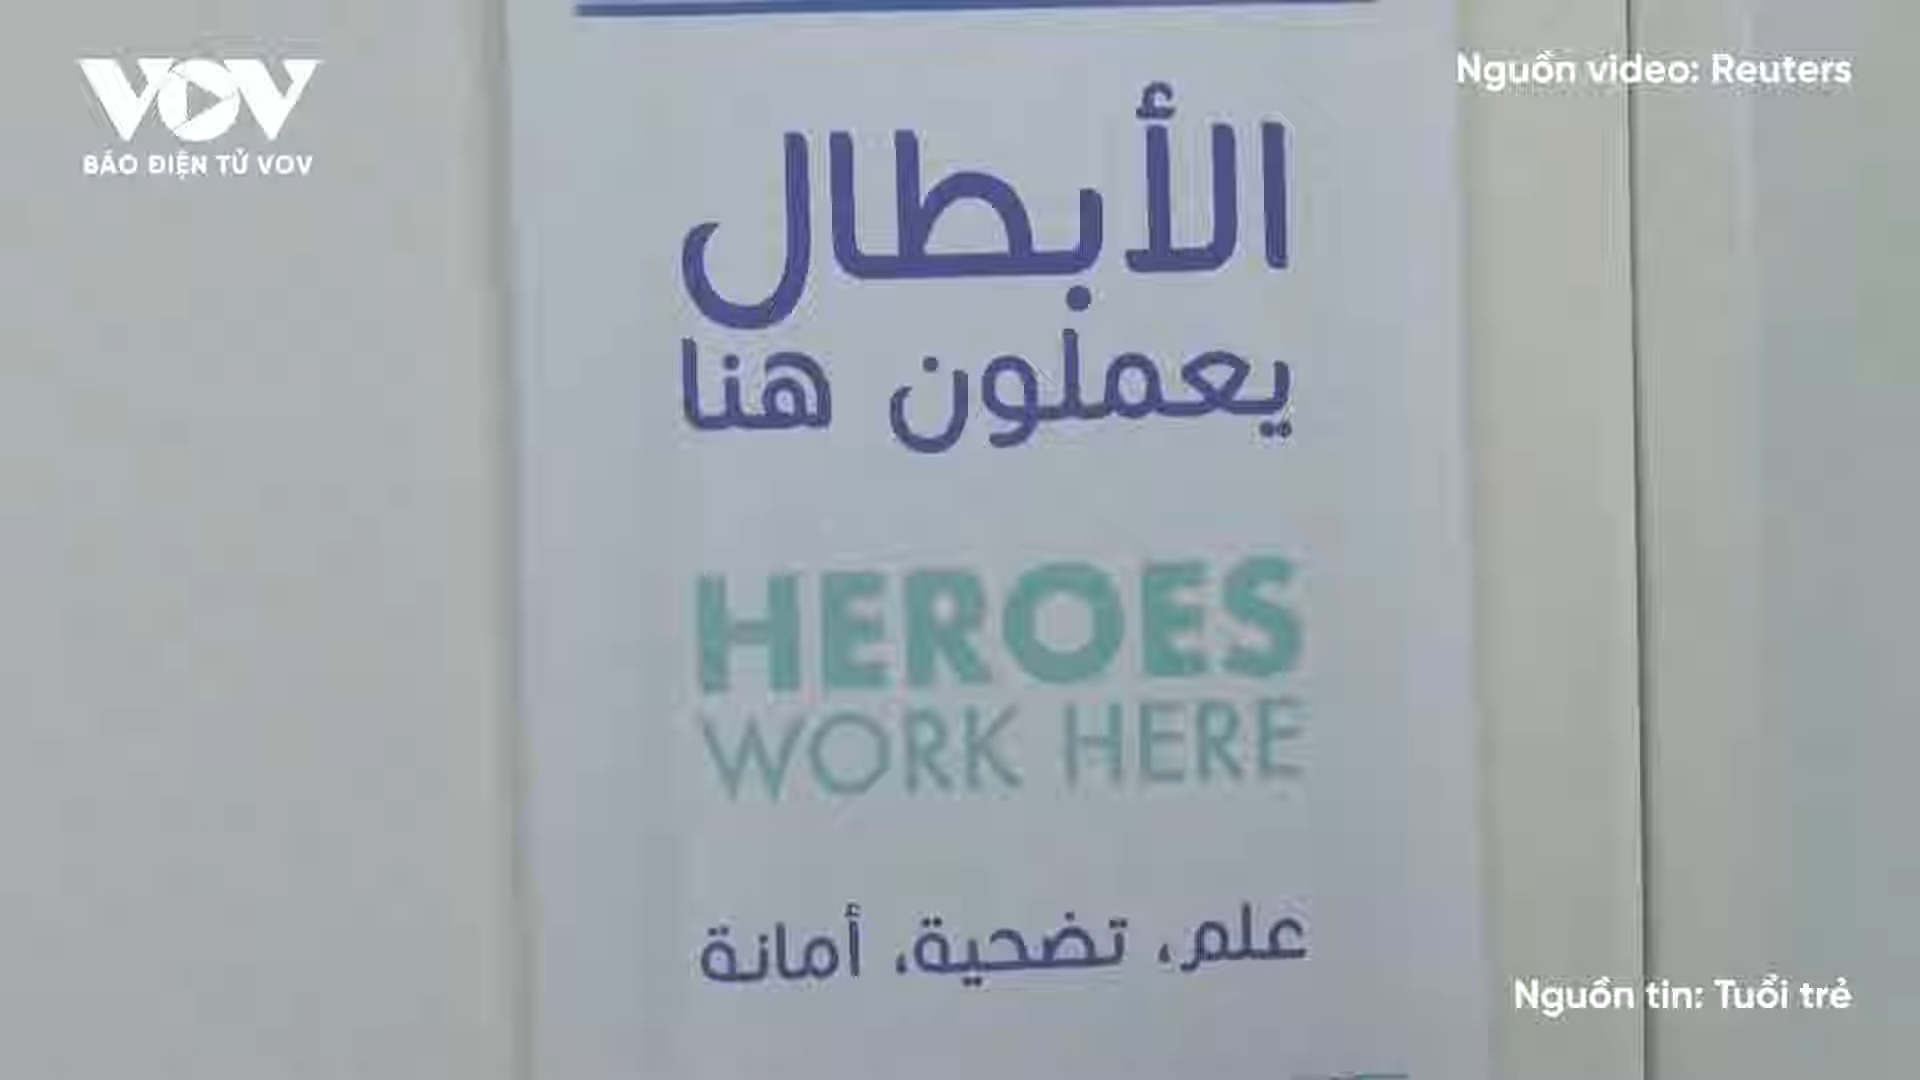 VOV
BÁO ĐIỆN TỬ VOV
Nguồn video: Reuters
الأبطال
يعملون هنا
HEROES
WORK HERE
علم، تضحية، أمانة
Nguồn tin: Tuổi trẻ